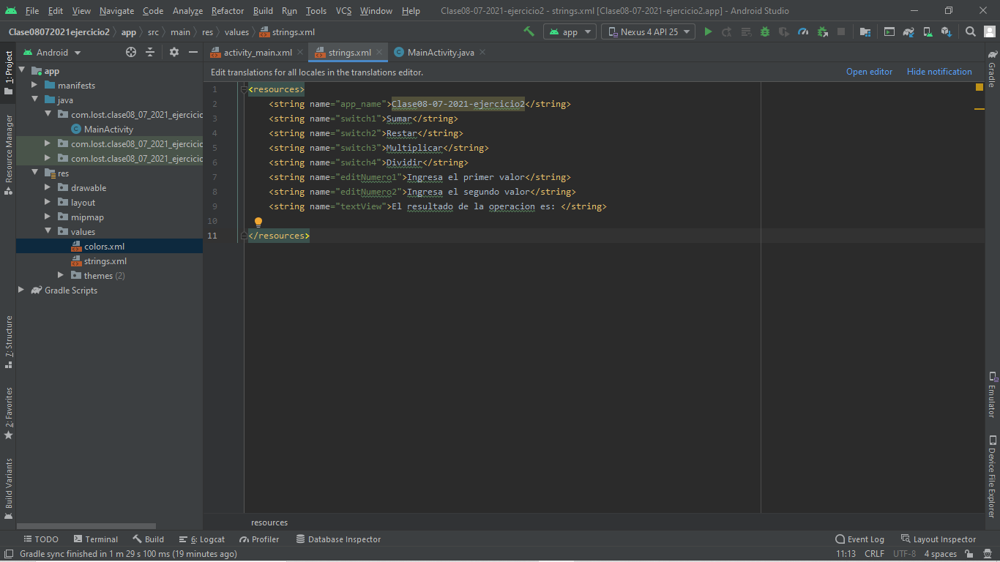 File Edit View Navigate Code Analyze Refactor Build Run Tools VCS Window Help Clase08-07-2021-ejercicio2 - strings.xml [Clase08-07-2021-ejercicio2.app] - Android Studio
Clase08072021ejercicio2 app src main res values strings.xml app Nexus 4 API 25
Android activity_main.xml strings.xml MainActivity.java
Edit translations for all locales in the translations editor. Open editor Hide notification
1: Project
Resource Manager
7: Structure
2: Favorites
Build Variants
app
manifests
java
com.lost.clase08_07_2021_ejercicio
MainActivity
com.lost.clase08_07_2021_ejercicio
com.lost.clase08_07_2021_ejercicio
res
drawable
layout
mipmap
values
colors.xml
strings.xml
themes (2)
Gradle Scripts
1 <resources>
2 <string name="app_name">Clase08-07-2021-ejercicio2</string>
3 <string name="switch1">Sumar</string>
4 <string name="switch2">Restar</string>
5 <string name="switch3">Multiplicar</string>
6 <string name="switch4">Dividir</string>
7 <string name="editNumero1">Ingresa el primer valor</string>
8 <string name="editNumero2">Ingresa el segundo valor</string>
9 <string name="textView">El resultado de la operacion es: </string>
10
11 </resources>
Gradle
Emulator
Device File Explorer
resources
TODO Terminal Build 6: Logcat Profiler Database Inspector Event Log Layout Inspector
Gradle sync finished in 1 m 29 s 100 ms (19 minutes ago) 11:13 CRLF UTF-8 4 spaces